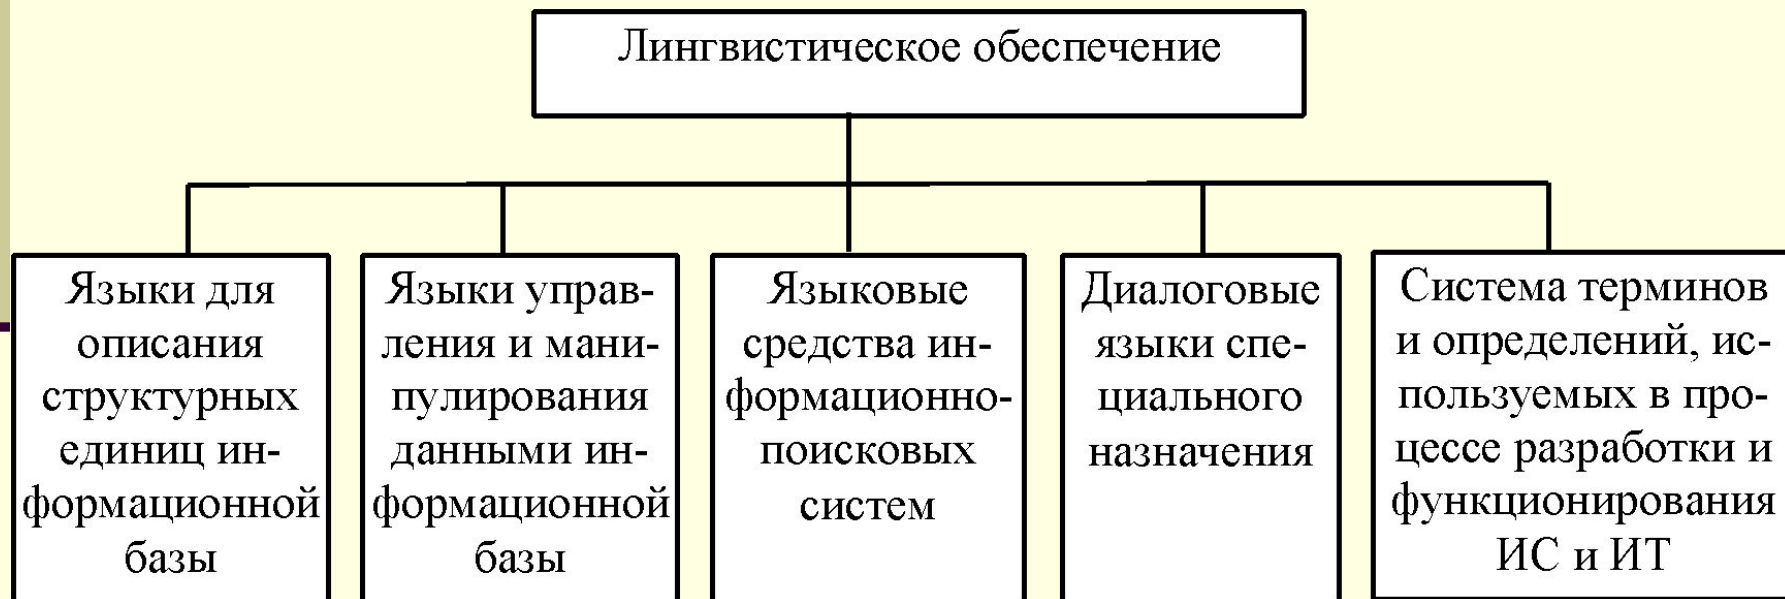 Лингвистическое обеспечение
Языки для
описания
структурных
единиц ин-
формационной
базы
Языки управ-
ления и мани-
пулирования
данными ин-
формационной
базы
Языковые
средства ин-
формационно-
поисковых
систем
Диалоговые
языки спе-
циального
назначения
Система терминов
и определений, ис-
пользуемых в про-
цессе разработки и
функционирования
ИС и ИТ